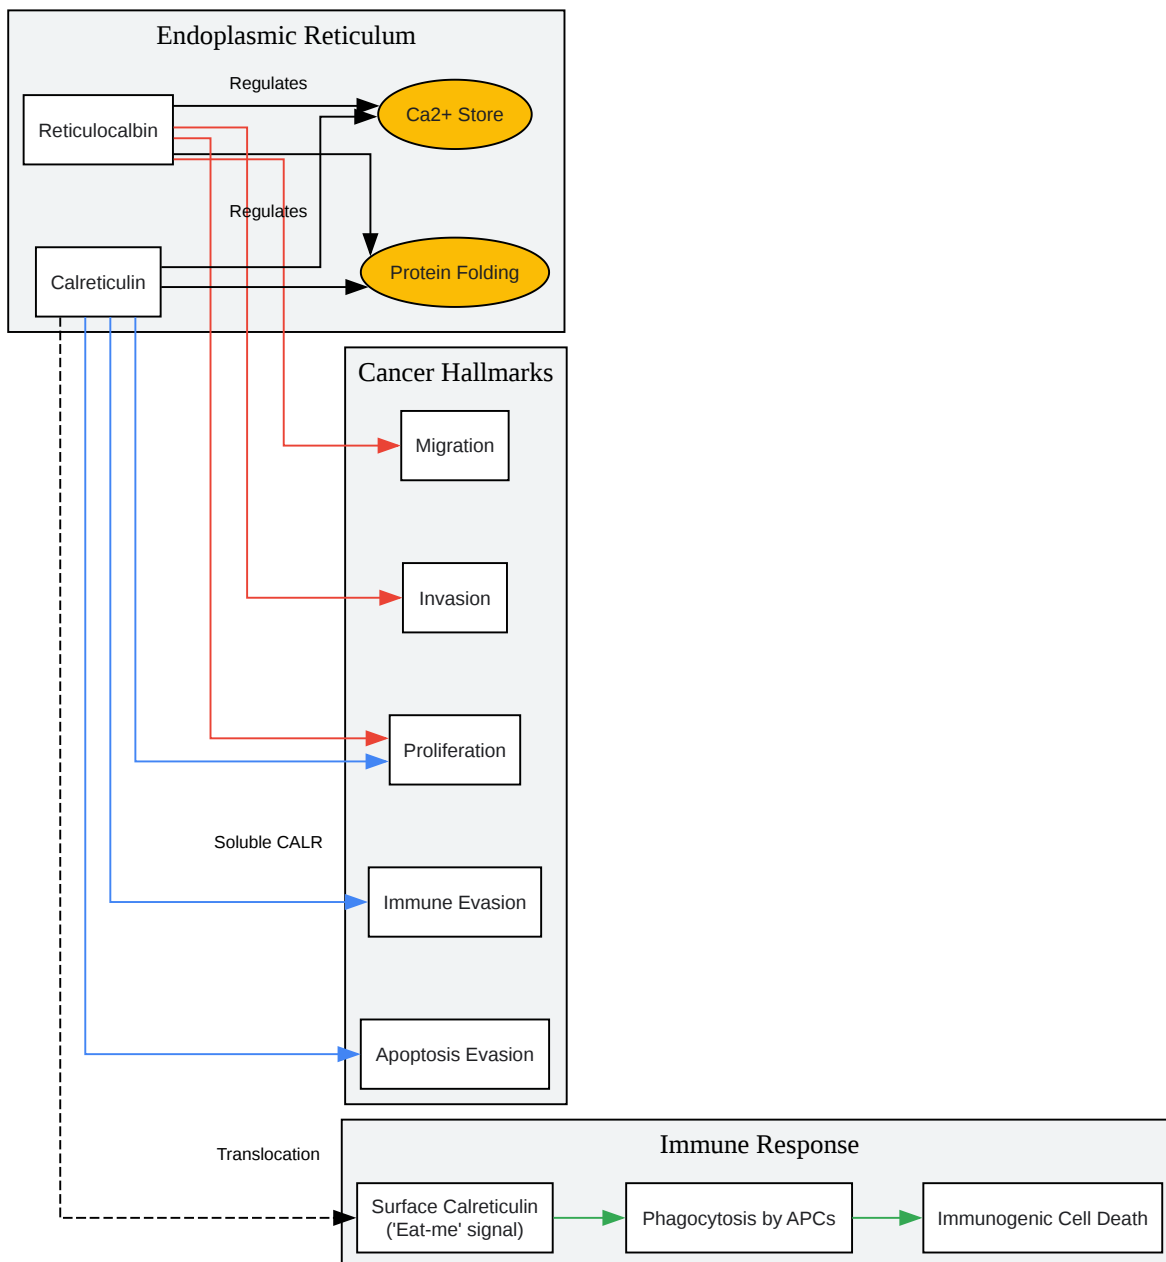 Endoplasmic Reticulum
Regulates
Reticulocalbin
Ca2+ Store
Regulates
Calreticulin
Protein Folding
Cancer Hallmarks
Migration
Invasion
Proliferation
Soluble CALR
Immune Evasion
Apoptosis Evasion
Translocation
Immune Response
Surface Calreticulin
('Eat-me' signal)
Phagocytosis by APCs
Immunogenic Cell Death